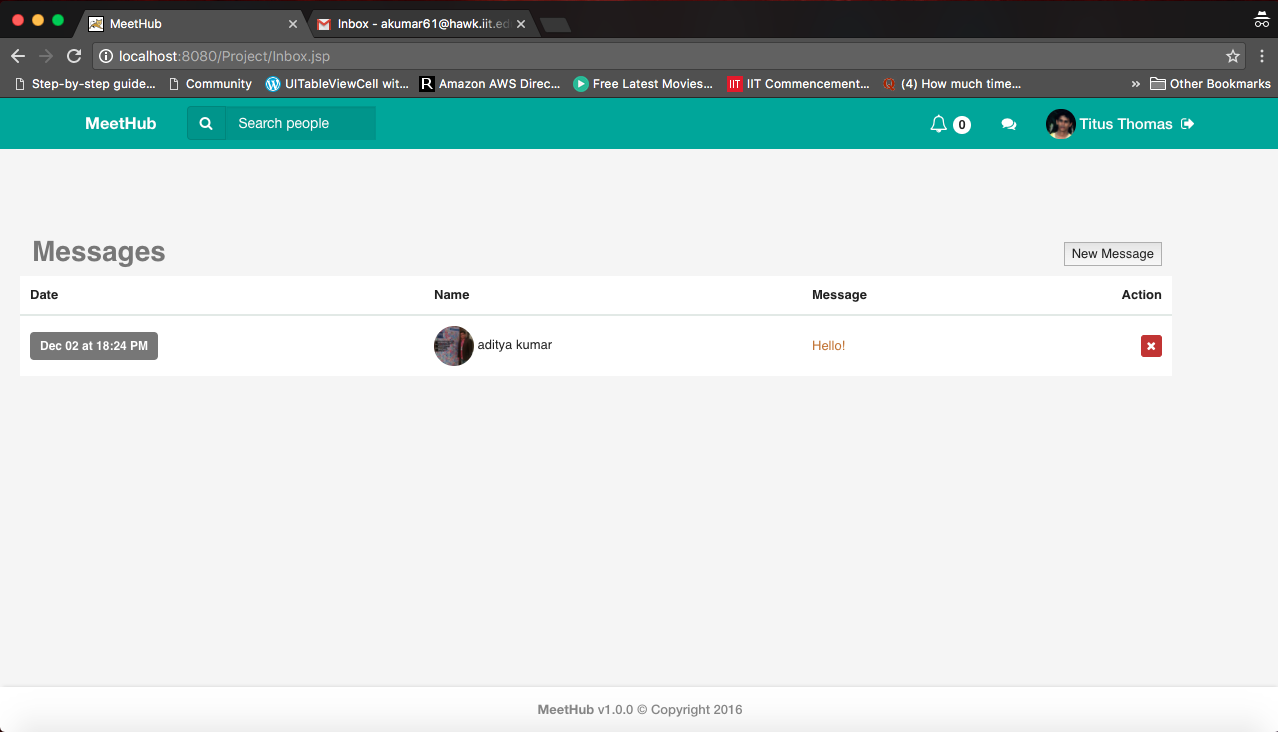 MeetHub
Inbox - akumar61@hawk.iit.ed
localhost:8080/Project/Inbox.jsp
Step-by-step guide...
Community
UITableViewCell wit...
R
Amazon AWS Direc...
Free Latest Movies...
IIT
IIT Commencement...
(4) How much time...
»
Other Bookmarks
MeetHub
Search people
0
Titus Thomas
Messages
New Message
Date Name Message Action
Dec 02 at 18:24 PM aditya kumar Hello!
MeetHub v1.0.0 © Copyright 2016